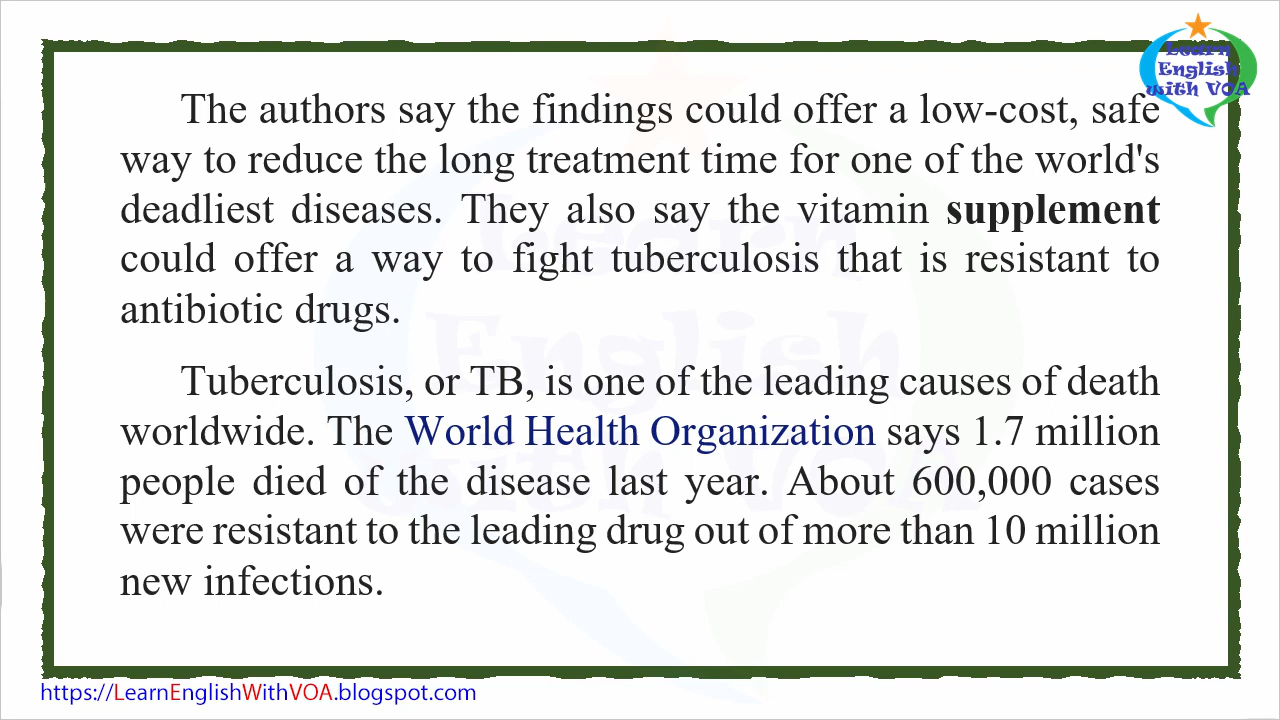 Learn
English
with VOA
The authors say the findings could offer a low-cost, safe
way to reduce the long treatment time for one of the world's
deadliest diseases. They also say the vitamin supplement
could offer a way to fight tuberculosis that is resistant to
antibiotic drugs.
Tuberculosis, or TB, is one of the leading causes of death
worldwide. The World Health Organization says 1.7 million
people died of the disease last year. About 600,000 cases
were resistant to the leading drug out of more than 10 million
new infections.
Learn
English
with VOA
https://LearnEnglishWithVOA.blogspot.com